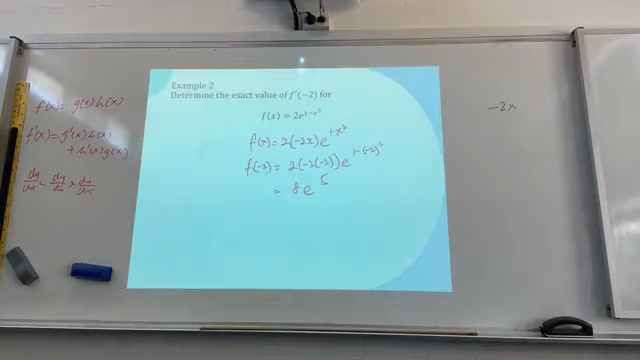 f(x) = g(x) h(x)
f'(x) = g'(x) h(x)
+ h'(x) g(x)
dy/dx = dy/du × du/dx
Example 2
Determine the exact value of f'(−2) for
f(x) = 2e^(1−x²)
f(x) = 2(-2x) e^(1-x²)
f(-2) = 2(-2(-2)) e^(1-(-2)²)
= 8e^5
-2x